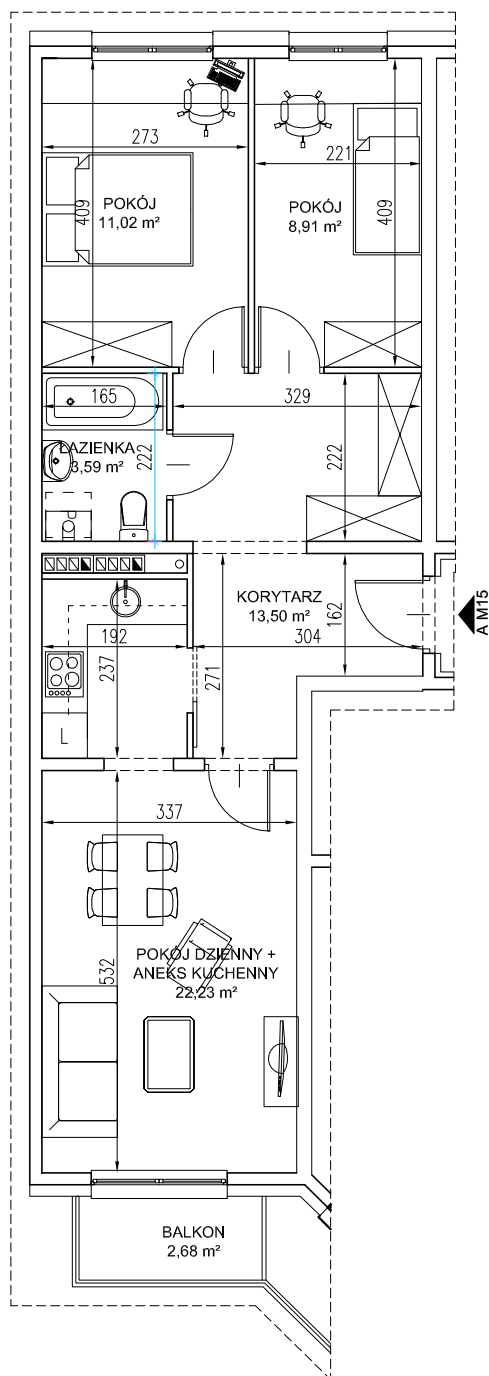 273
221
POKÓJ
11,02 m²
409
POKÓJ
8,91 m²
409
165
329
ŁAZIENKA
3,59 m²
222
222
KORYTARZ
13,50 m²
162
A M15
192
304
237
271
L
337
POKÓJ DZIENNY +
ANEKS KUCHENNY
22,23 m²
532
BALKON
2,68 m²